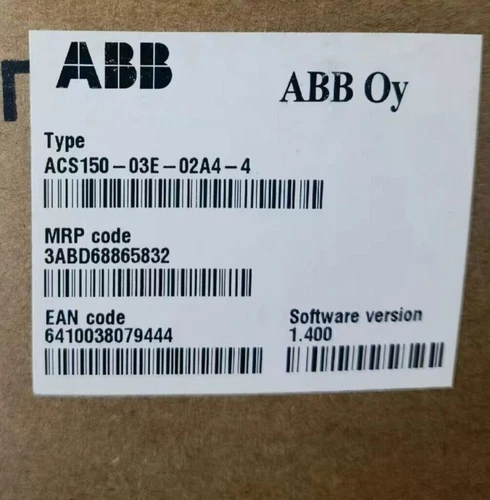 ABB
ABB Oy
Type
ACS150-03E-02A4-4
MRP code
3ABD68865832
EAN code
6410038079444
Software version
1.400